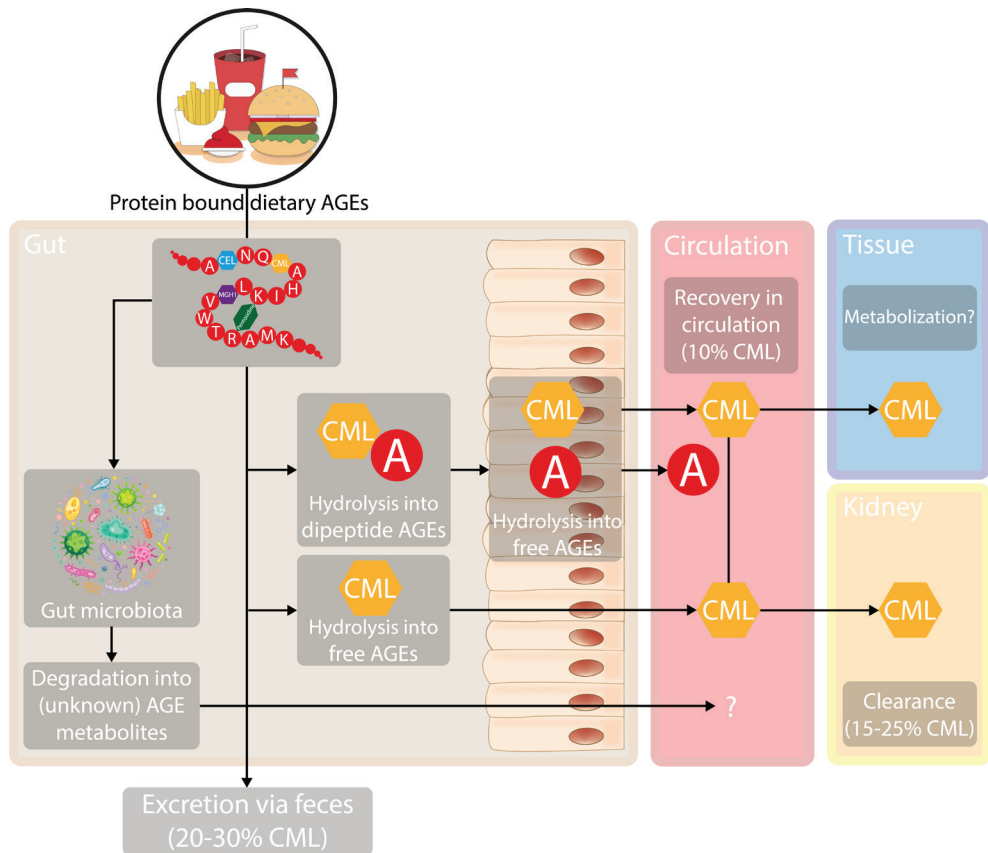 Protein bound dietary AGEs
Gut
Circulation
Tissue
A
CEL
N
Q
CML
A
H
I
K
L
MGH1
V
W
T
R
A
M
K
Pentosidine
Recovery in
circulation
(10% CML)
Metabolization?
CML
A
Hydrolysis into
dipeptide AGEs
CML
A
Hydrolysis into
free AGEs
CML
A
CML
Kidney
Gut microbiota
CML
Hydrolysis into
free AGEs
CML
CML
Degradation into
(unknown) AGE
metabolites
?
Clearance
(15-25% CML)
Excretion via feces
(20-30% CML)